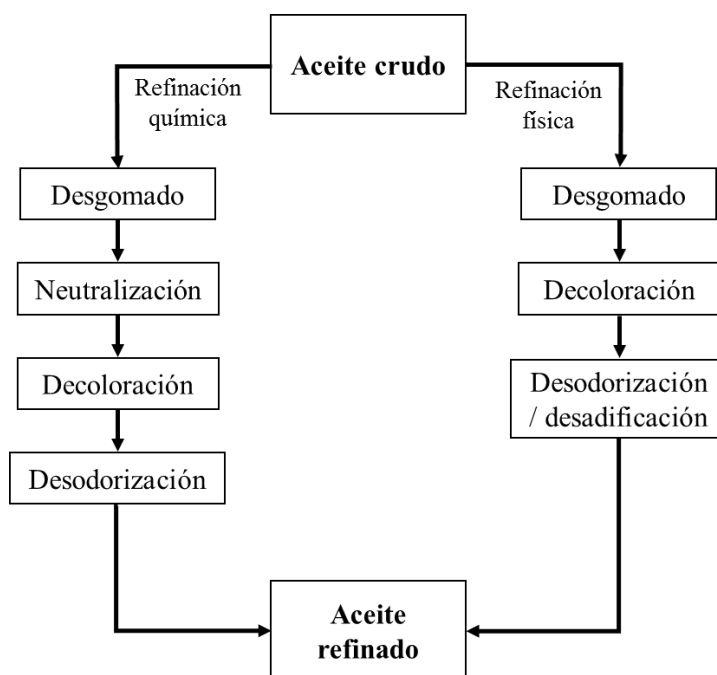 Aceite crudo
Refinación
química
Desgomado
Neutralización
Decoloración
Desodorización
Refinación
física
Desgomado
Decoloración
Desodorización
/ desadificación
Aceite
refinado